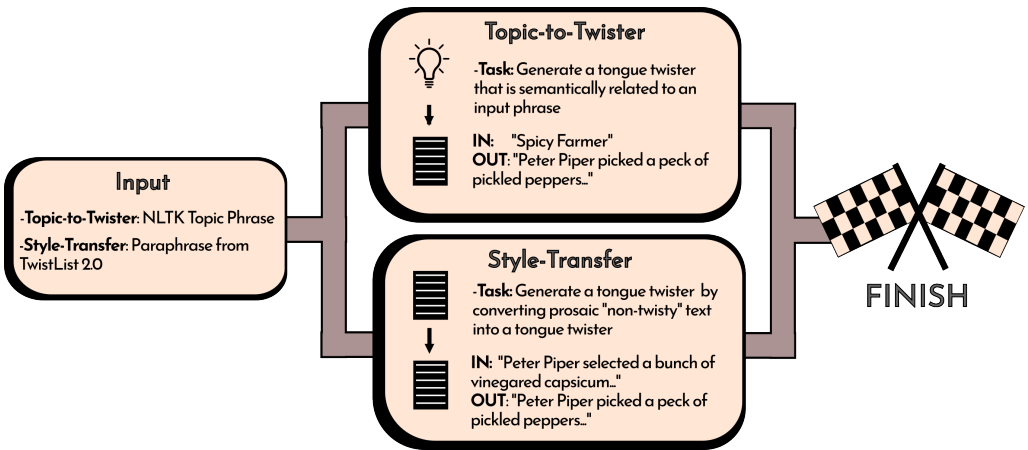 Input
-Topic-to-Twister: NLTK Topic Phrase
-Style-Transfer: Paraphrase from
TwistList 2.0
Topic-to-Twister
-Task: Generate a tongue twister
that is semantically related to an
input phrase
IN: "Spicy Farmer"
OUT: "Peter Piper picked a peck of
pickled peppers..."
Style-Transfer
-Task: Generate a tongue twister by
converting prosaic "non-twisty" text
into a tongue twister
IN: "Peter Piper selected a bunch of
vinegared capsicum..."
OUT: "Peter Piper picked a peck of
pickled peppers..."
FINISH